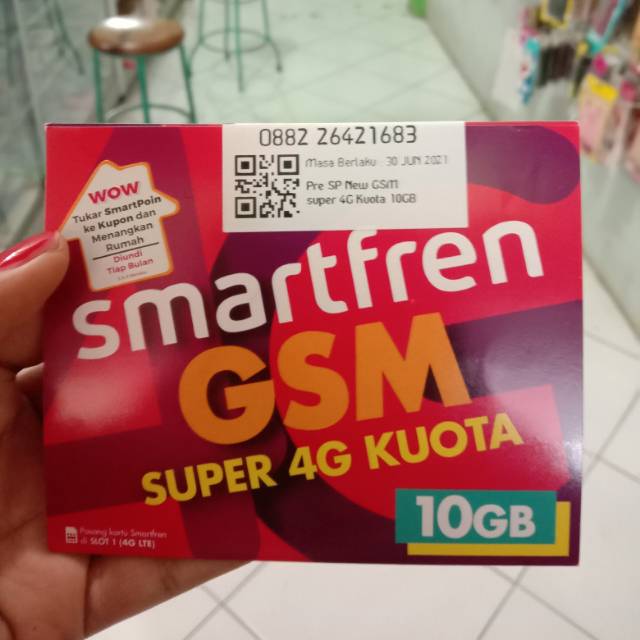 0882 26421683
Masa Berlaku : 30 JUN 2021
Pre SP New GSM
super 4G Kuota 10GB
WOW
Tukar SmartPoin
ke Kupon dan
Menangkan
Rumah
Diundi
Tiap Bulan
smartfren
GSM
SUPER 4G KUOTA
10GB
Pasang kartu Smartfren
di SLOT 1 (4G LTE)